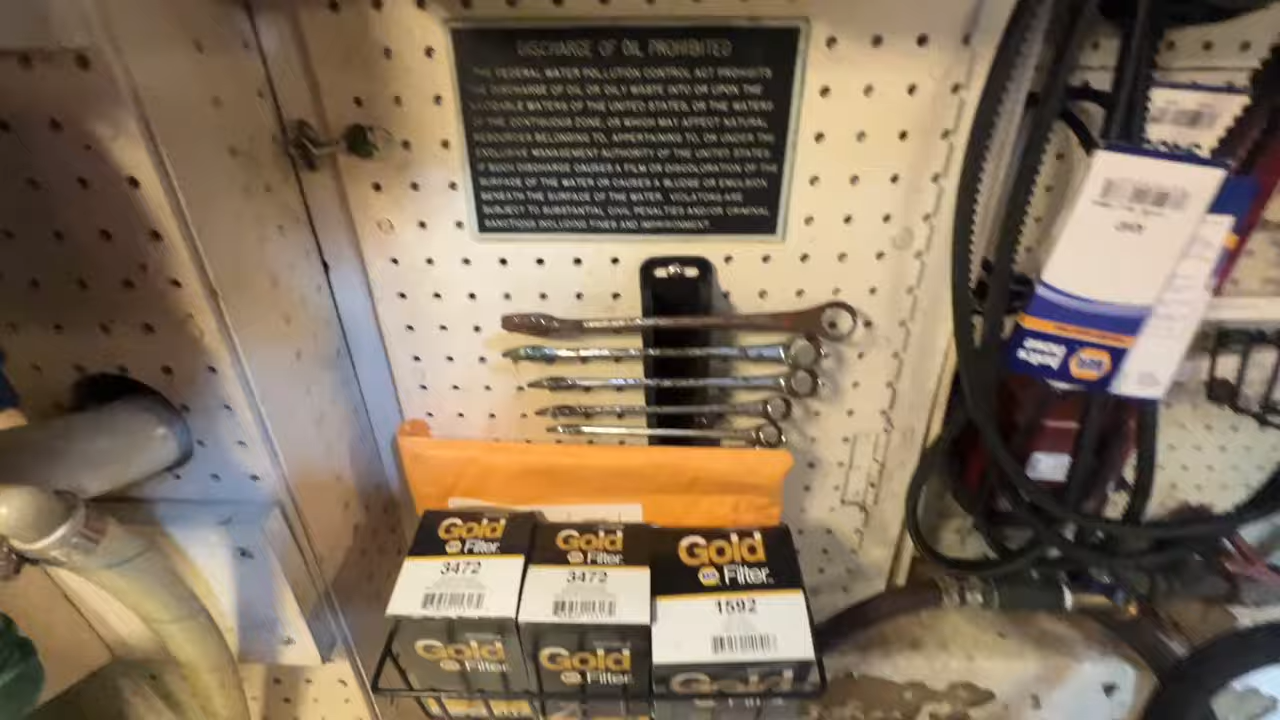 DISCHARGE OF OIL PROHIBITED
THE FEDERAL WATER POLLUTION CONTROL ACT PROHIBITS
THE DISCHARGE OF OIL OR OILY WASTE INTO OR UPON THE
NAVIGABLE WATERS OF THE UNITED STATES, OR THE WATERS
OF THE CONTIGUOUS ZONE, OR WHICH MAY AFFECT NATURAL
RESOURCES BELONGING TO, APPERTAINING TO, OR UNDER THE
EXCLUSIVE MANAGEMENT AUTHORITY OF THE UNITED STATES,
IF SUCH DISCHARGE CAUSES A FILM OR DISCOLORATION OF THE
SURFACE OF THE WATER OR CAUSES A SLUDGE OR EMULSION
BENEATH THE SURFACE OF THE WATER. VIOLATORS ARE
SUBJECT TO SUBSTANTIAL CIVIL PENALTIES AND/OR CRIMINAL
SANCTIONS INCLUDING FINES AND IMPRISONMENT.
Gold
Filter
3472
Gold
Filter
Gold
Filter
3472
Gold
Filter
Gold
Filter
1592
Gold